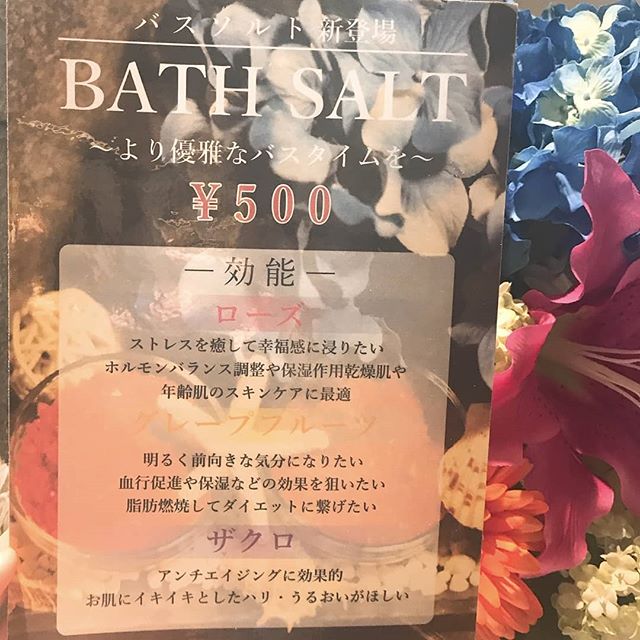 バスソルト新登場
BATH SALT
～より優雅なバスタイムを～
¥500
―効能―
ローズ
ストレスを癒して幸福感に浸りたい
ホルモンバランス調整や保湿作用乾燥肌や
年齢肌のスキンケアに最適
グレープフルーツ
明るく前向きな気分になりたい
血行促進や保湿などの効果を狙いたい
脂肪燃焼してダイエットに繋げたい
ザクロ
アンチエイジングに効果的
お肌にイキイキとしたハリ・うるおいがほしい